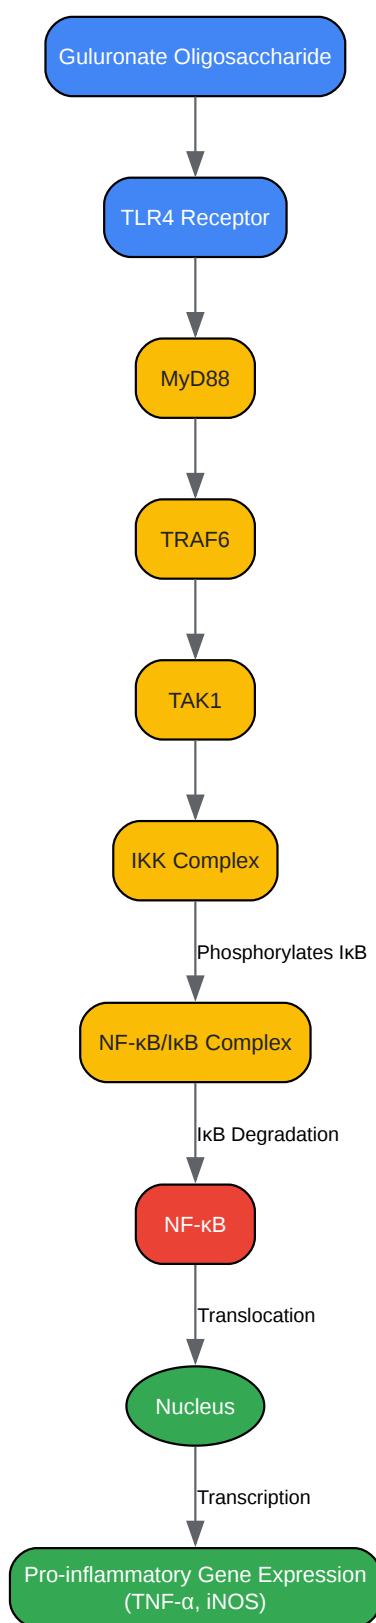 Guluronate Oligosaccharide
TLR4 Receptor
MyD88
TRAF6
TAK1
IKK Complex
Phosphorylates IκB
NF-κB/IκB Complex
IκB Degradation
NF-κB
Translocation
Nucleus
Transcription
Pro-inflammatory Gene Expression
(TNF-α, iNOS)